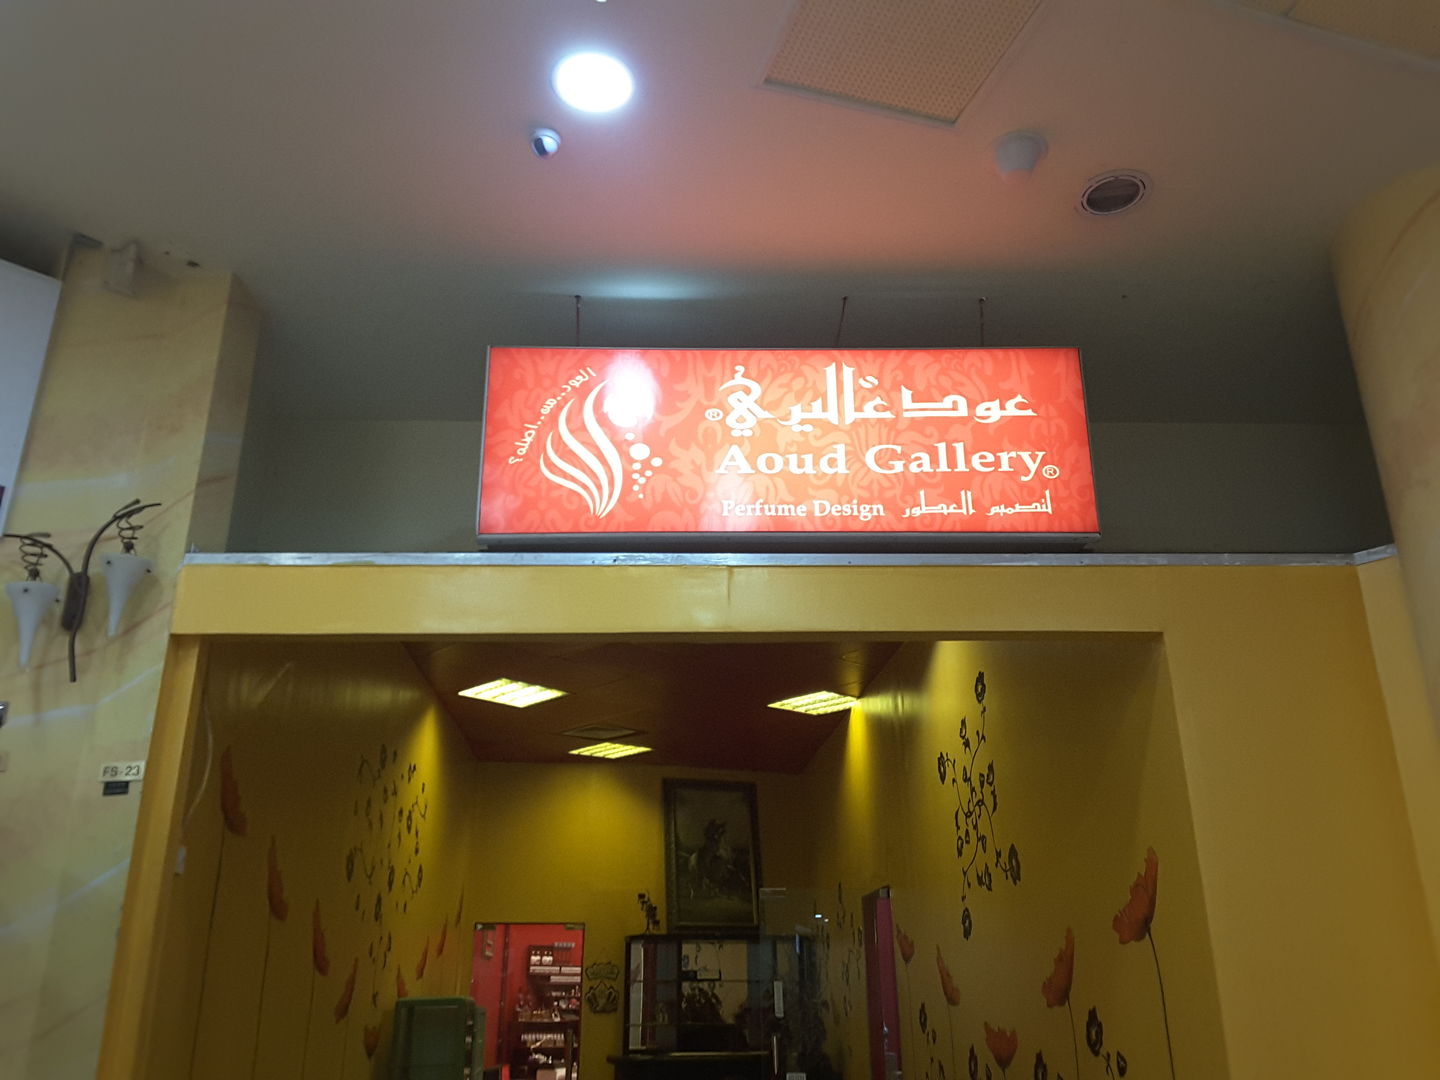 عود غاليري®
Aoud Gallery®
Perfume Design لتصميم العطور
FS-23